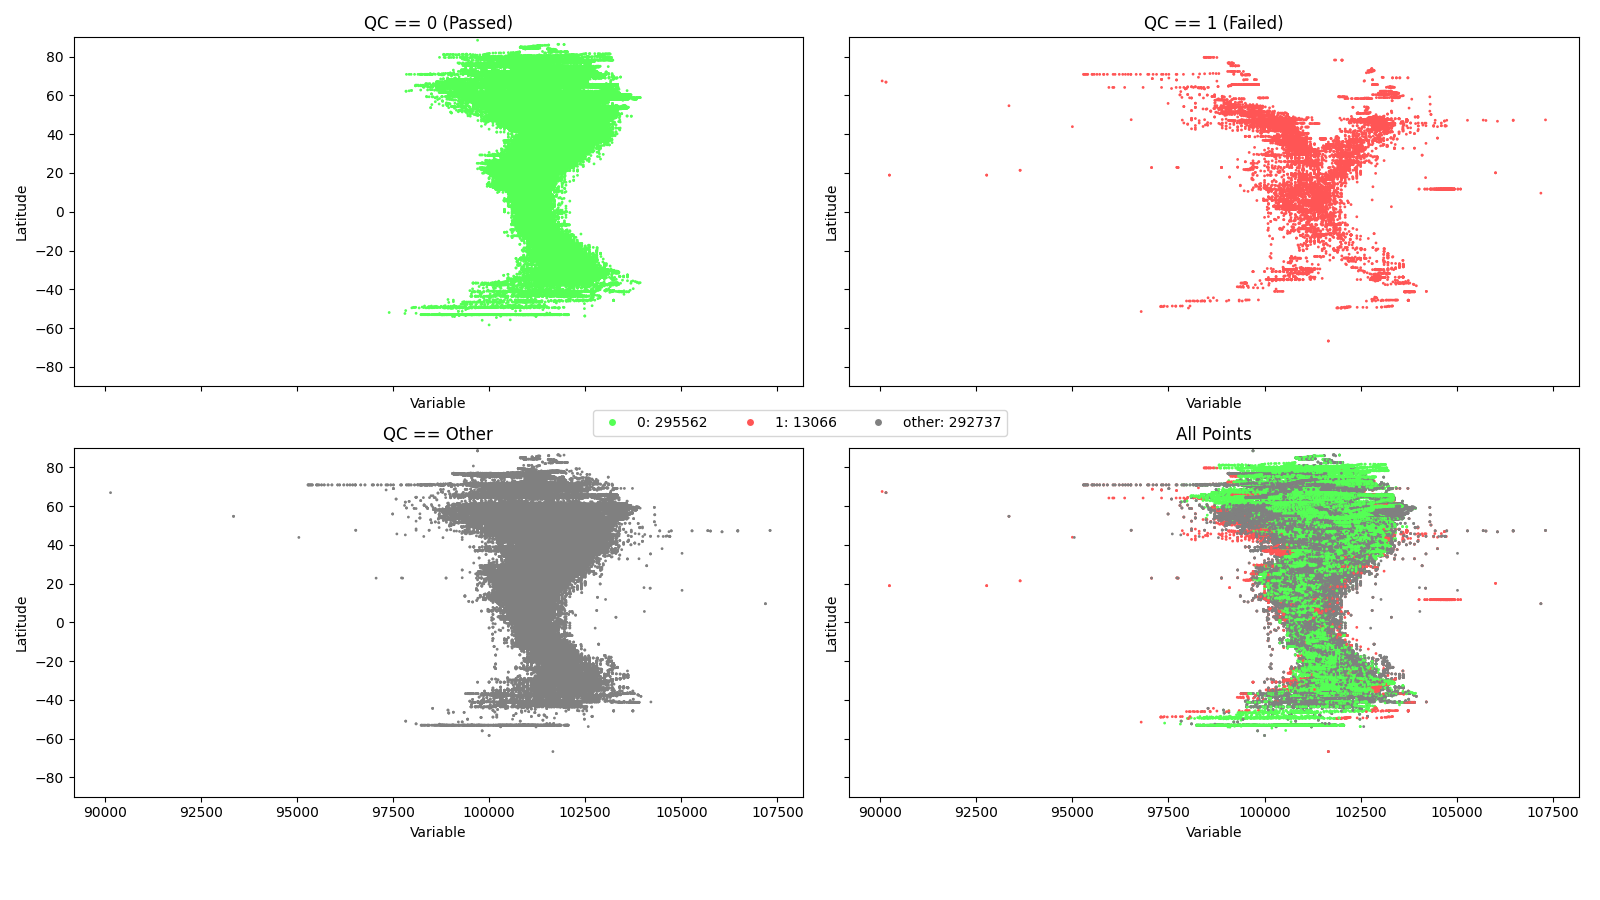 QC == 0 (Passed)
QC == 1 (Failed)
80
60
40
20
0
−20
−40
−60
−80
Latitude
Latitude
Variable
Variable
0: 295562
1: 13066
other: 292737
QC == Other
All Points
80
60
40
20
0
−20
−40
−60
−80
Latitude
Latitude
90000 92500 95000 97500 100000 102500 105000 107500
90000 92500 95000 97500 100000 102500 105000 107500
Variable
Variable